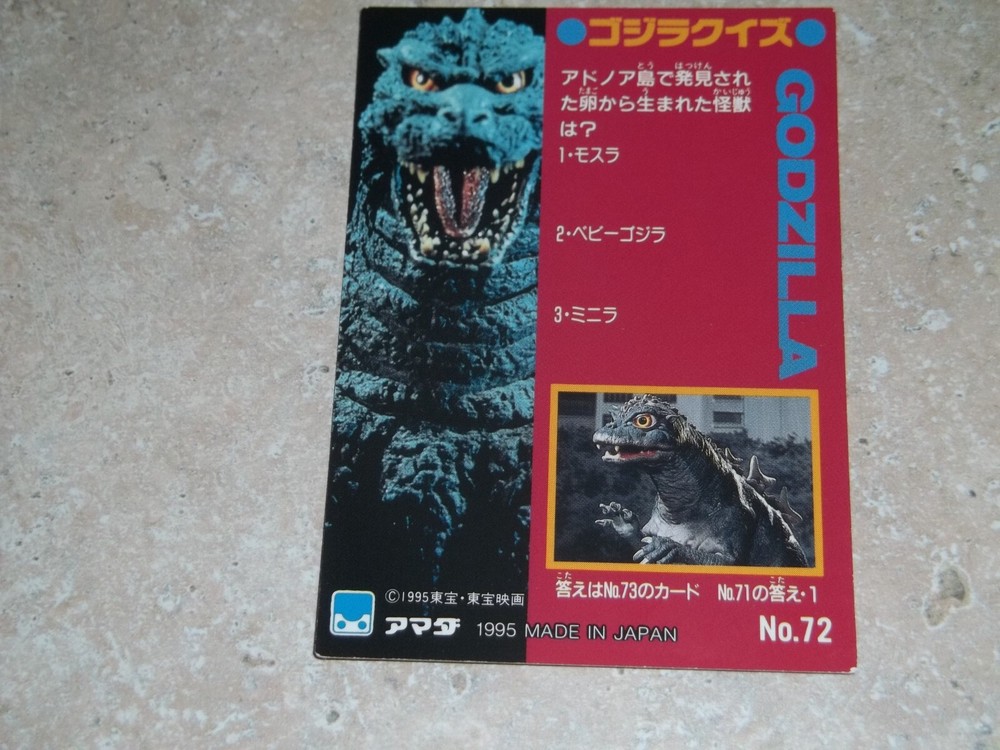 ●ゴジラクイズ●
アドノア島で発見され
た卵から生まれた怪獣
は?
1・モスラ
2・ベビーゴジラ
3・ミニラ
GODZILLA
答えはNo.73のカード No.71の答え・1
©1995東宝・東宝映画
アマダ 1995 MADE IN JAPAN
No.72